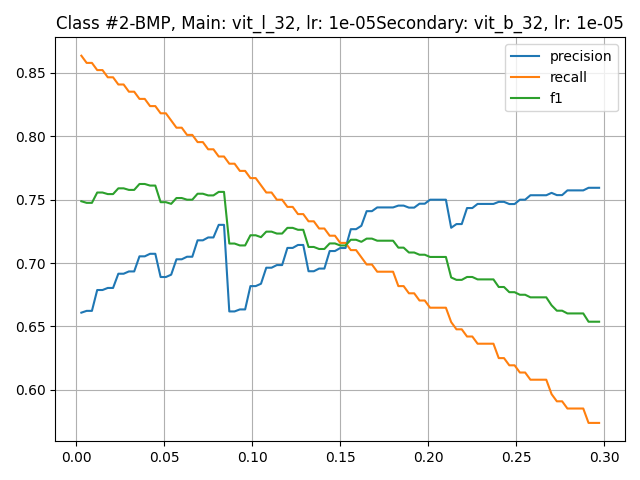 Class #2-BMP, Main: vit_l_32, lr: 1e-05Secondary: vit_b_32, lr: 1e-05
precision
recall
f1
0.85
0.80
0.75
0.70
0.65
0.60
0.00 0.05 0.10 0.15 0.20 0.25 0.30